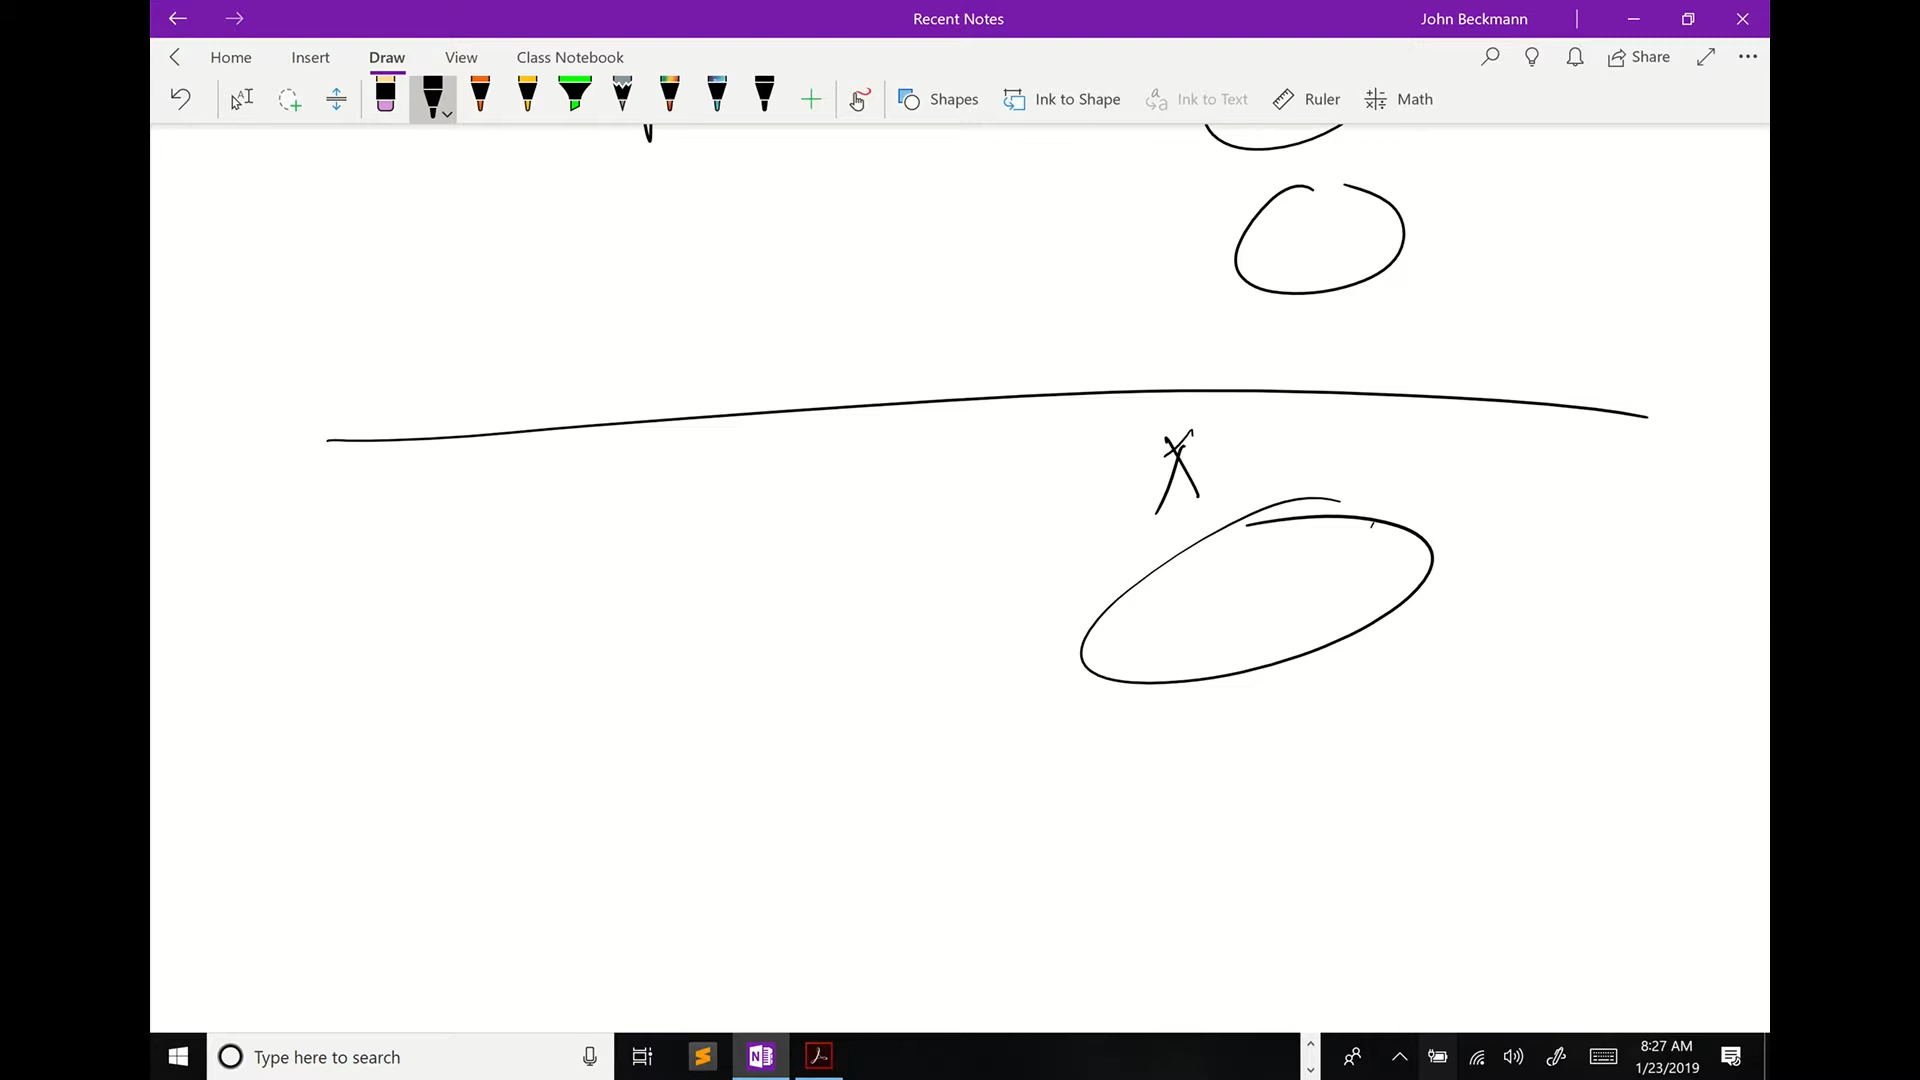 Recent Notes
John Beckmann
Home Insert Draw View Class Notebook
Share
Shapes Ink to Shape Ink to Text Ruler Math
X
Type here to search
8:27 AM
1/23/2019